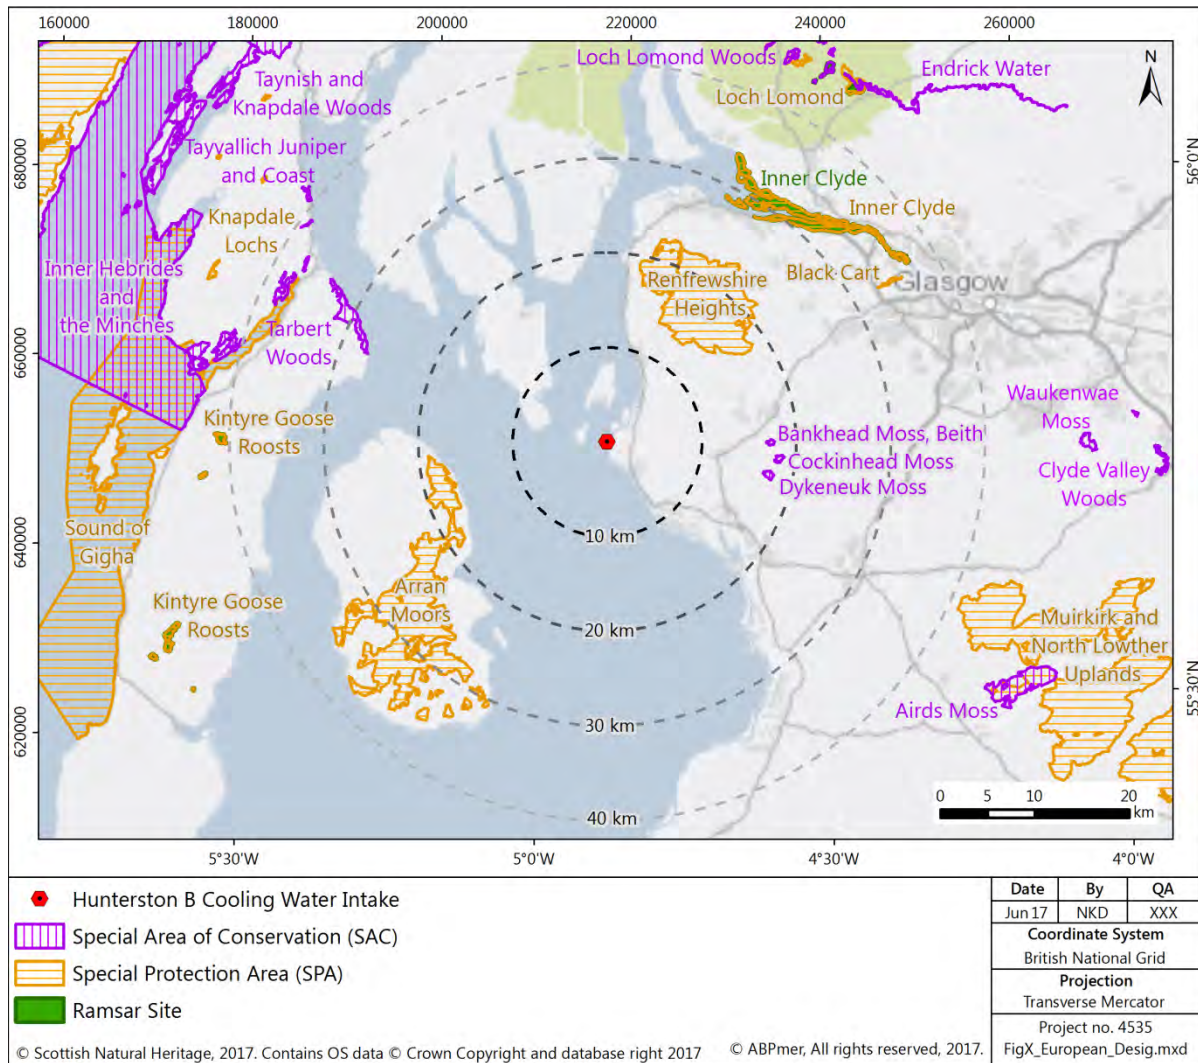 160000
180000
200000
220000
240000
260000
680000
660000
640000
620000
56°0'N
55°30'N
5°30'W
5°0'W
4°30'W
4°0'W
N
Taynish and
Knapdale Woods
Tayvallich Juniper
and Coast
Knapdale
Lochs
Inner Hebrides
and
the Minches
Tarbert
Woods
Kintyre Goose
Roosts
Sound of
Gigha
Kintyre Goose
Roosts
Arran
Moors
Loch Lomond Woods
Loch Lomond
Endrick Water
Inner Clyde
Inner Clyde
Black Cart
Glasgow
Renffrewshire
Heights
Bankhead Moss, Beith
Cockinhead Moss
Dykeneuk Moss
Waukenwae
Moss
Clyde Valley
Woods
Muirkirk and
North Lowther
Uplands
Airds Moss
10 km
20 km
30 km
40 km
0 5 10 20
km
Hunterston B Cooling Water Intake
Special Area of Conservation (SAC)
Special Protection Area (SPA)
Ramsar Site
© Scottish Natural Heritage, 2017. Contains OS data © Crown Copyright and database right 2017
© ABPmer, All rights reserved, 2017.
Date By QA
Jun 17 NKD XXX
Coordinate System
British National Grid
Projection
Transverse Mercator
Project no. 4535
FigX_European_Desig.mxd